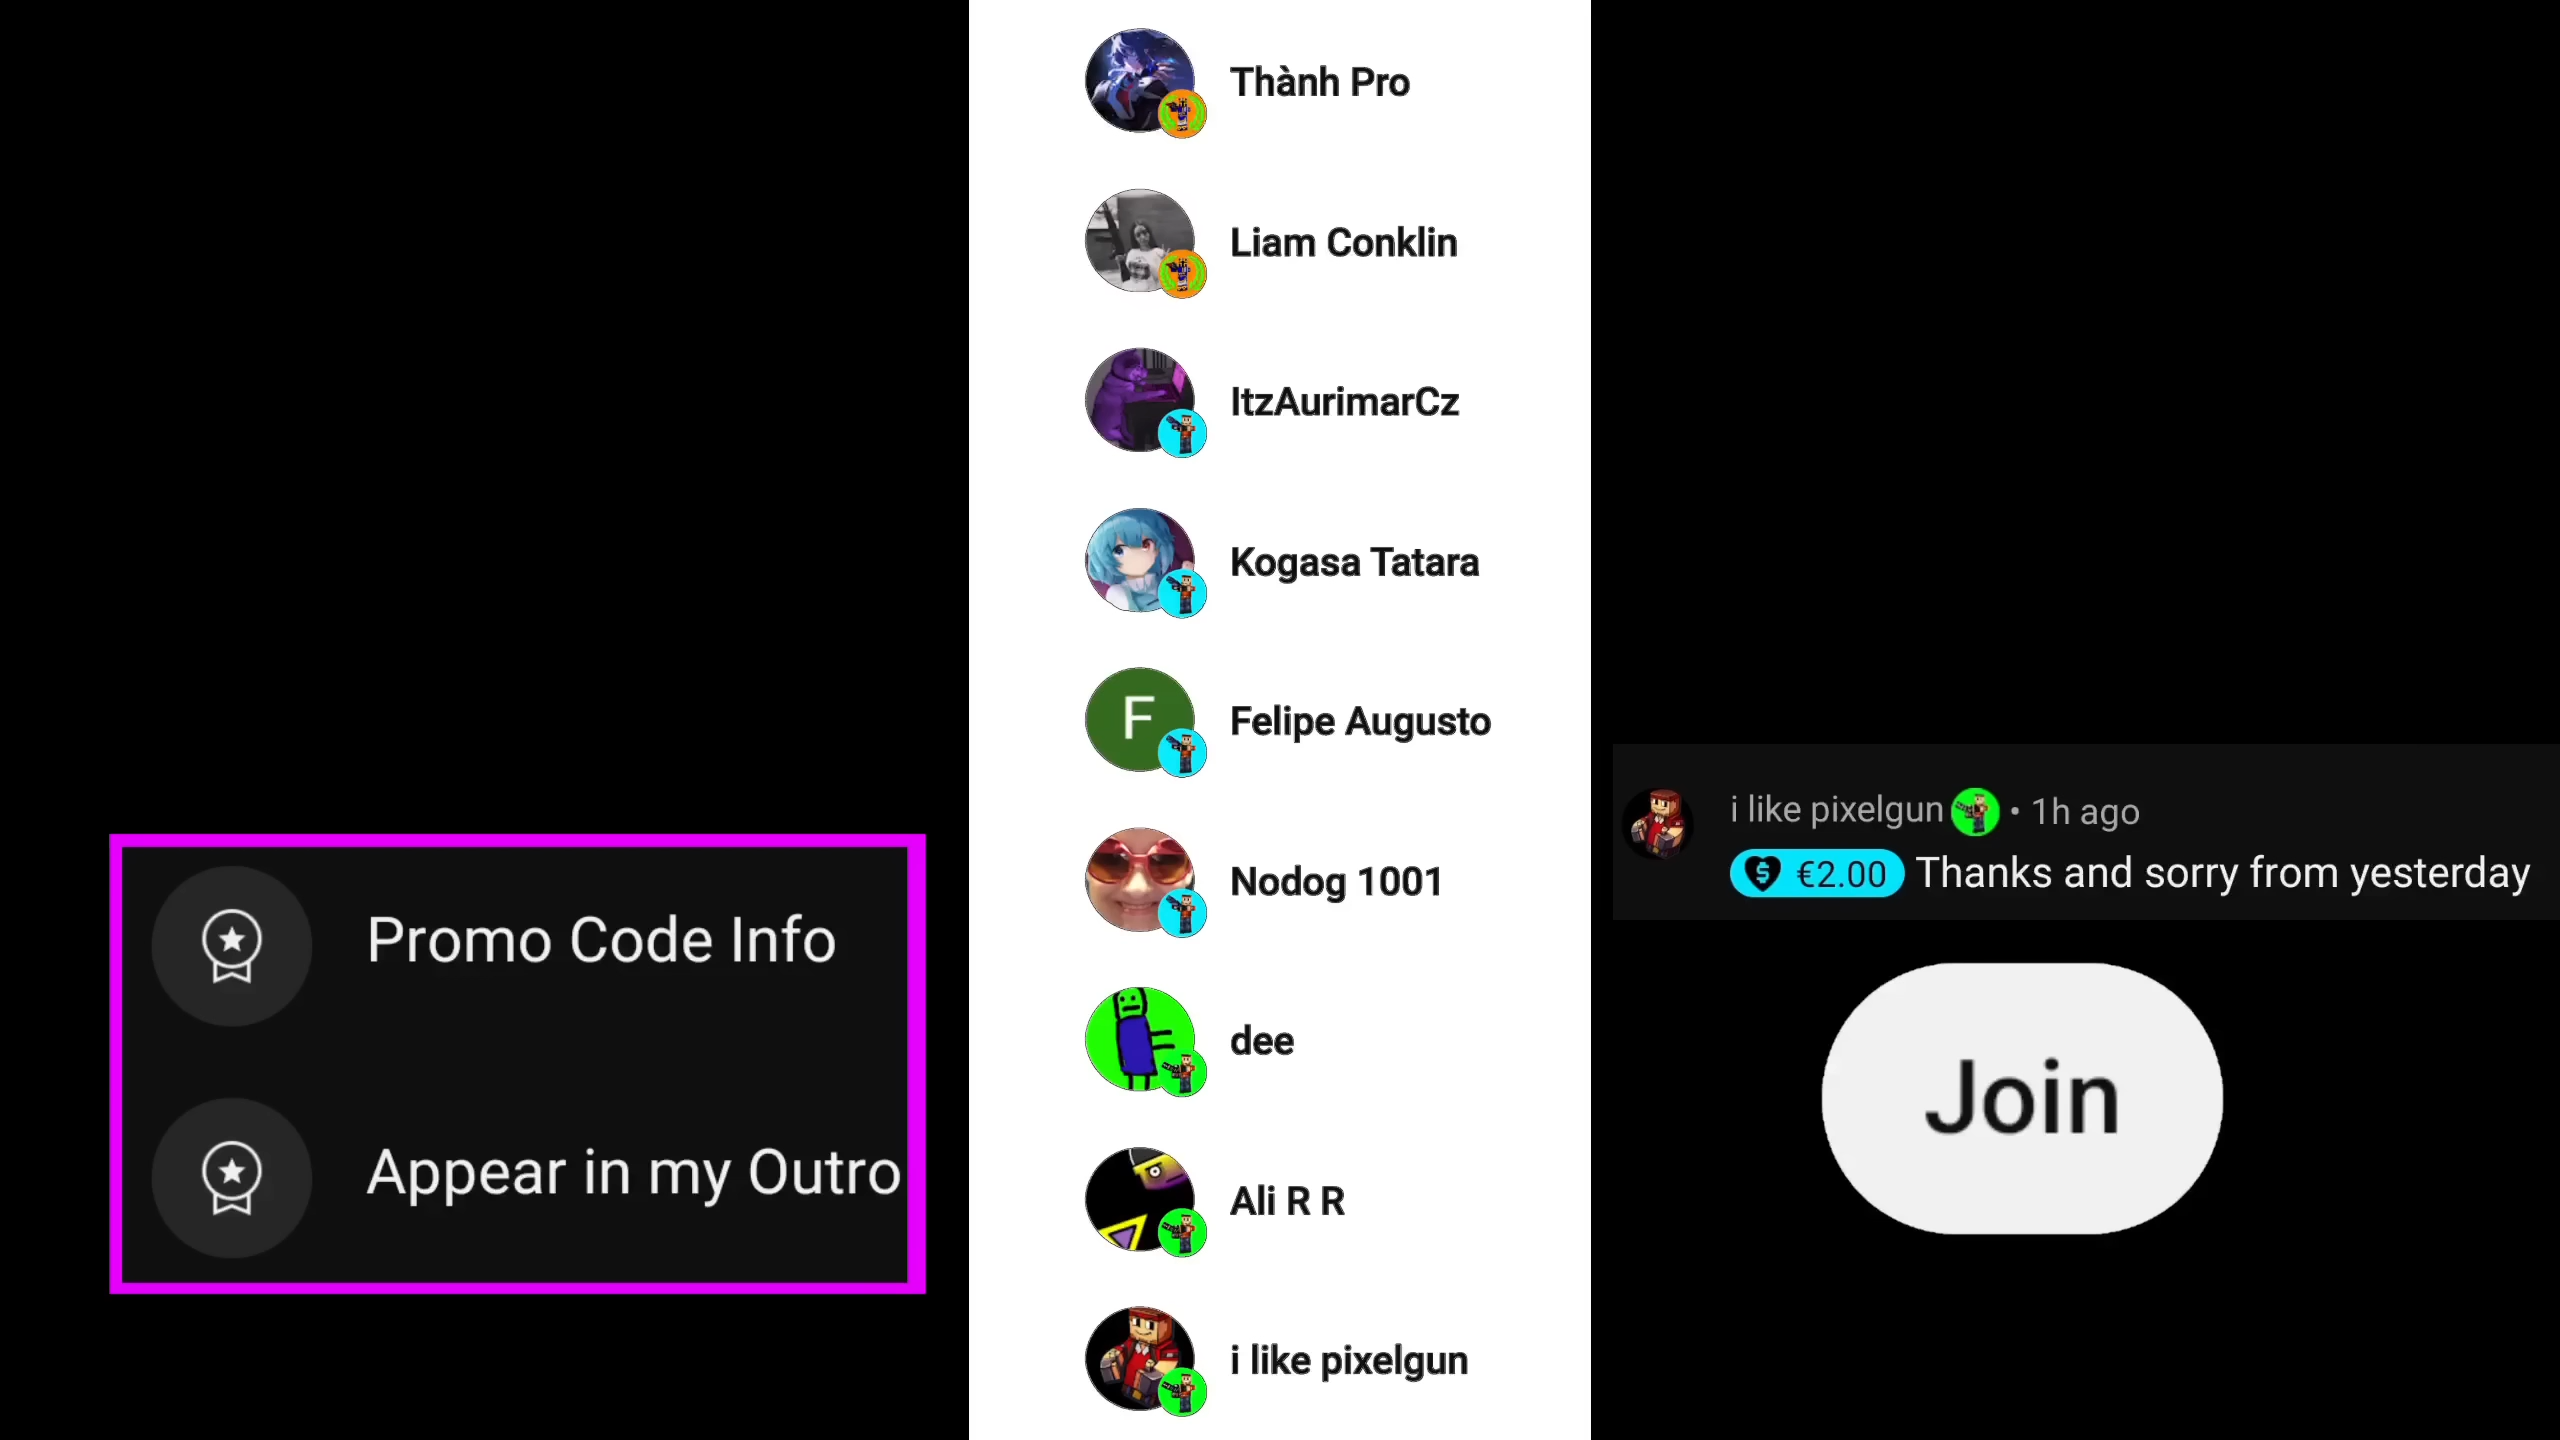 Promo Code Info
Appear in my Outro
Thành Pro
Liam Conklin
ItzAurimarCz
Kogasa Tatara
F
Felipe Augusto
Nodog 1001
dee
Ali R R
i like pixelgun
i like pixelgun • 1h ago
$ €2.00 Thanks and sorry from yesterday
Join